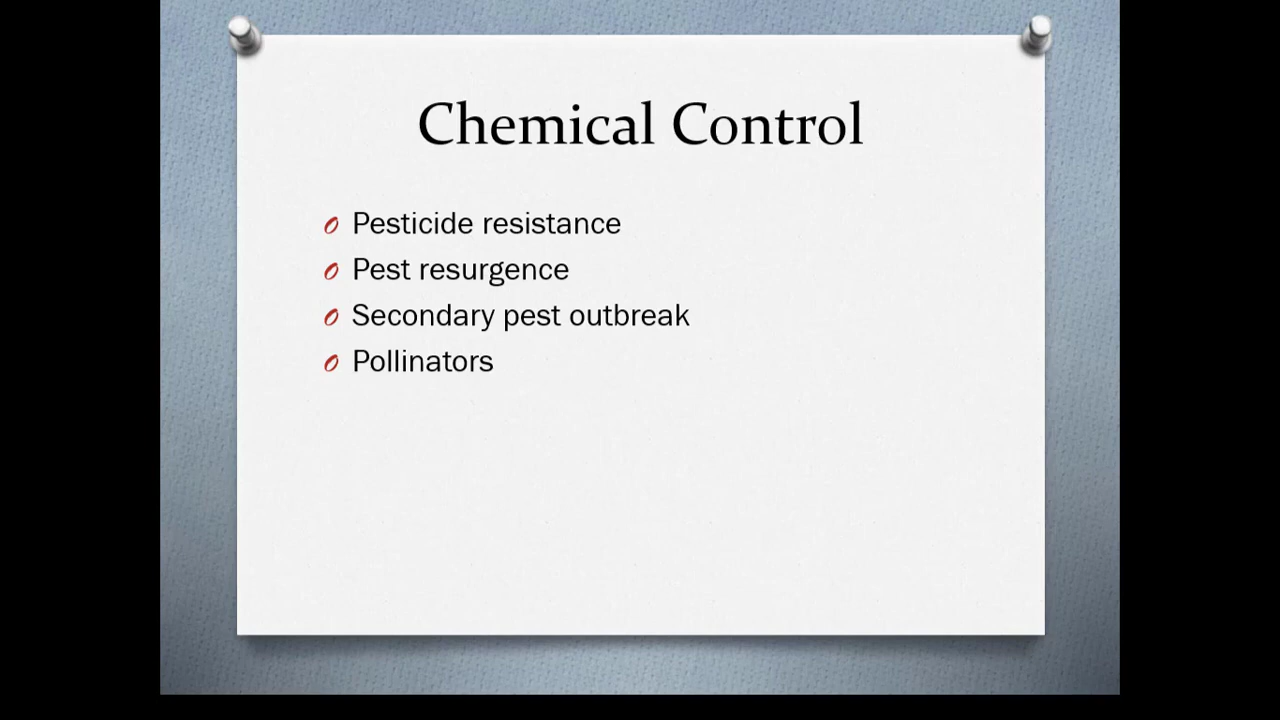 Chemical Control
Pesticide resistance
Pest resurgence
Secondary pest outbreak
Pollinators